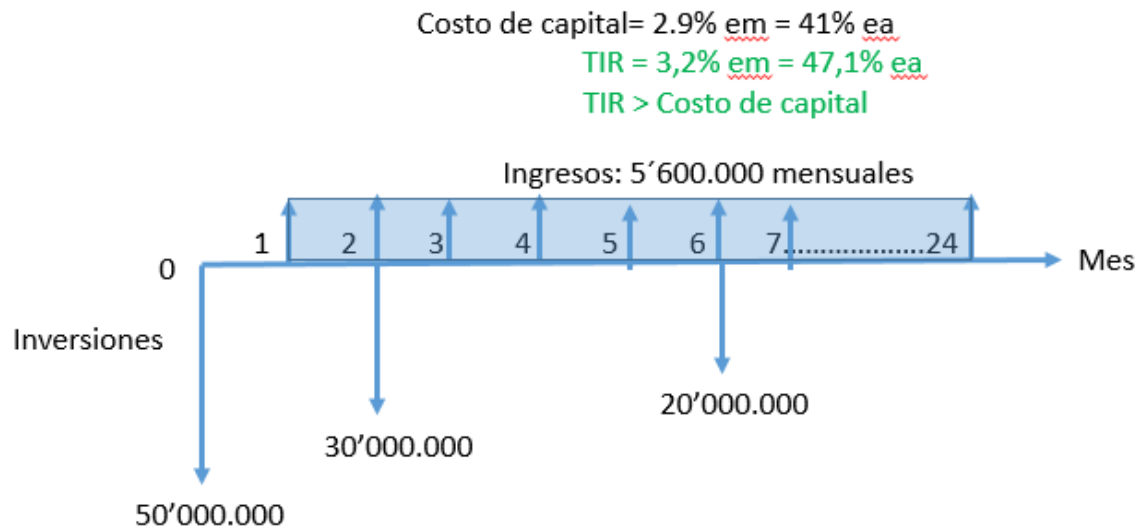 Costo de capital= 2.9% em = 41% ea
TIR = 3,2% em = 47,1% ea
TIR > Costo de capital
Ingresos: 5´600.000 mensuales
1 2 3 4 5 6 7...................24
0
Mes
Inversiones
20’000.000
30’000.000
50’000.000